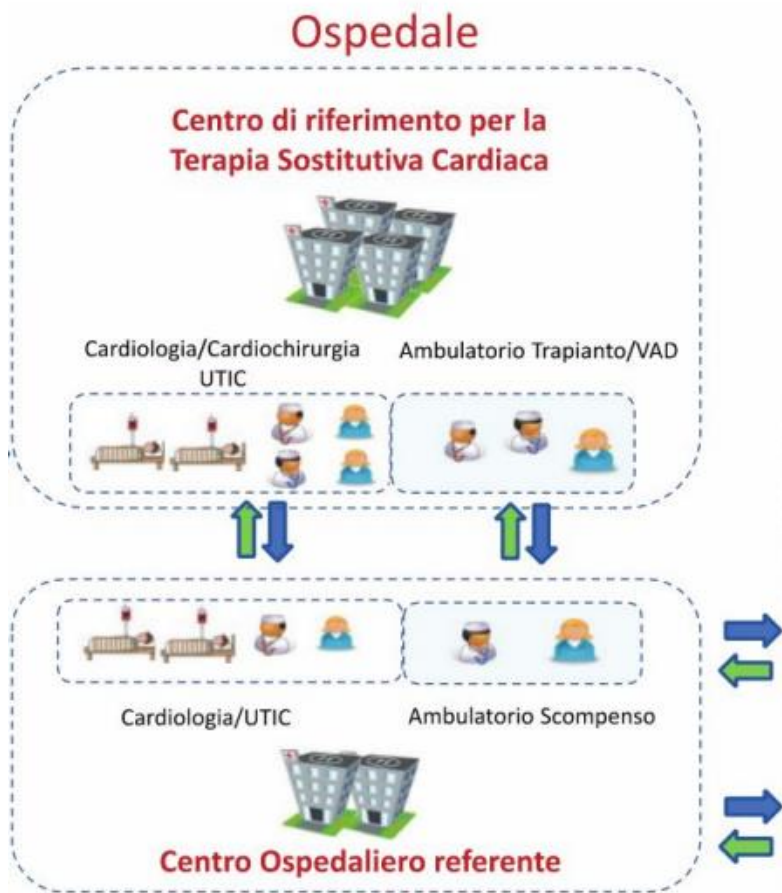 Ospedale
Centro di riferimento per la
Terapia Sostitutiva Cardiaca
Cardiologia/Cardiochirurgia
UTIC
Ambulatorio Trapianto/VAD
Cardiologia/UTIC
Ambulatorio Scompenso
Centro Ospedaliero referente